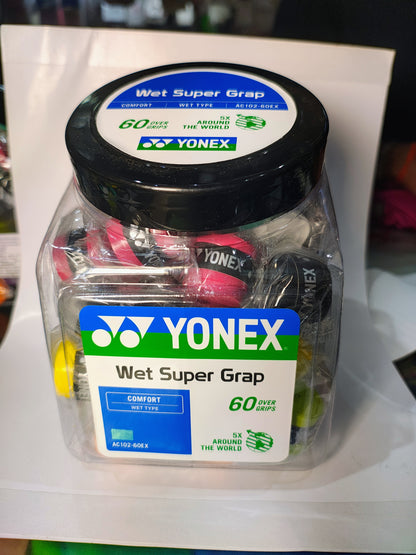 Wet Super Grap
COMFORT WET TYPE AC102-60EX
60 OVER GRIPS
5X AROUND THE WORLD
YONEX
YONEX
YONEX
YONEX
Wet Super Grap
60 OVER GRIPS
COMFORT
WET TYPE
5X AROUND THE WORLD
AC102-60EX